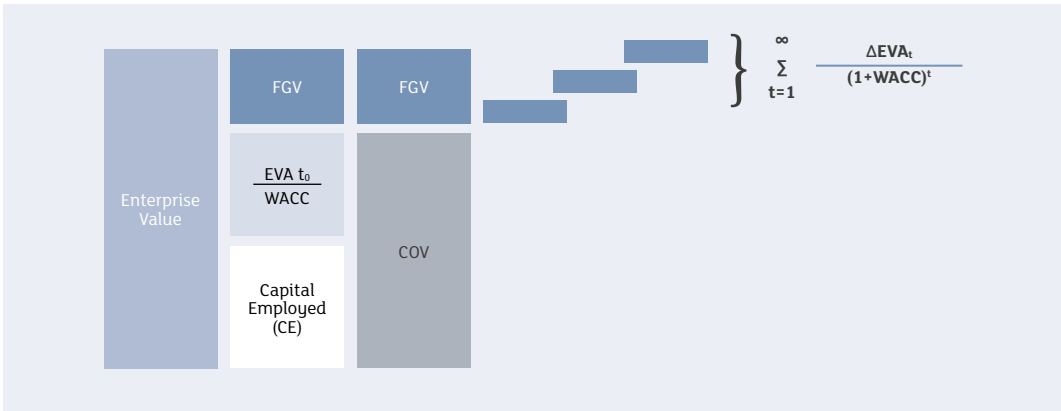 Enterprise
Value
FGV
EVA t₀
WACC
Capital
Employed
(CE)
FGV
COV
}
∞
Σ
t=1
ΔEVAₜ
(1+WACC)ᵗ